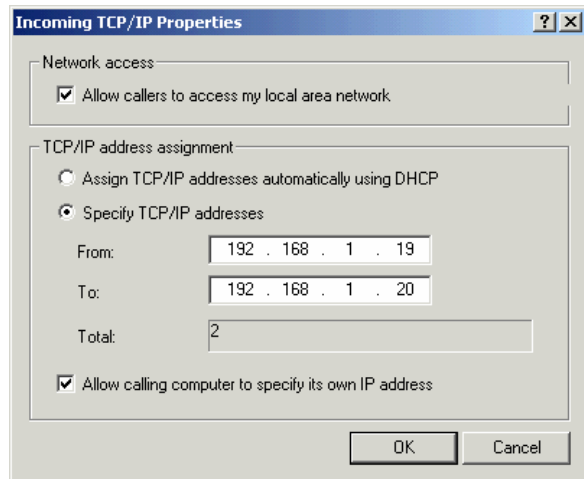 Incoming TCP/IP Properties ? X
Network access
Allow callers to access my local area network
TCP/IP address assignment
Assign TCP/IP addresses automatically using DHCP
Specify TCP/IP addresses
From: 192 . 168 . 1 . 19
To: 192 . 168 . 1 . 20
Total: 2
Allow calling computer to specify its own IP address
OK Cancel